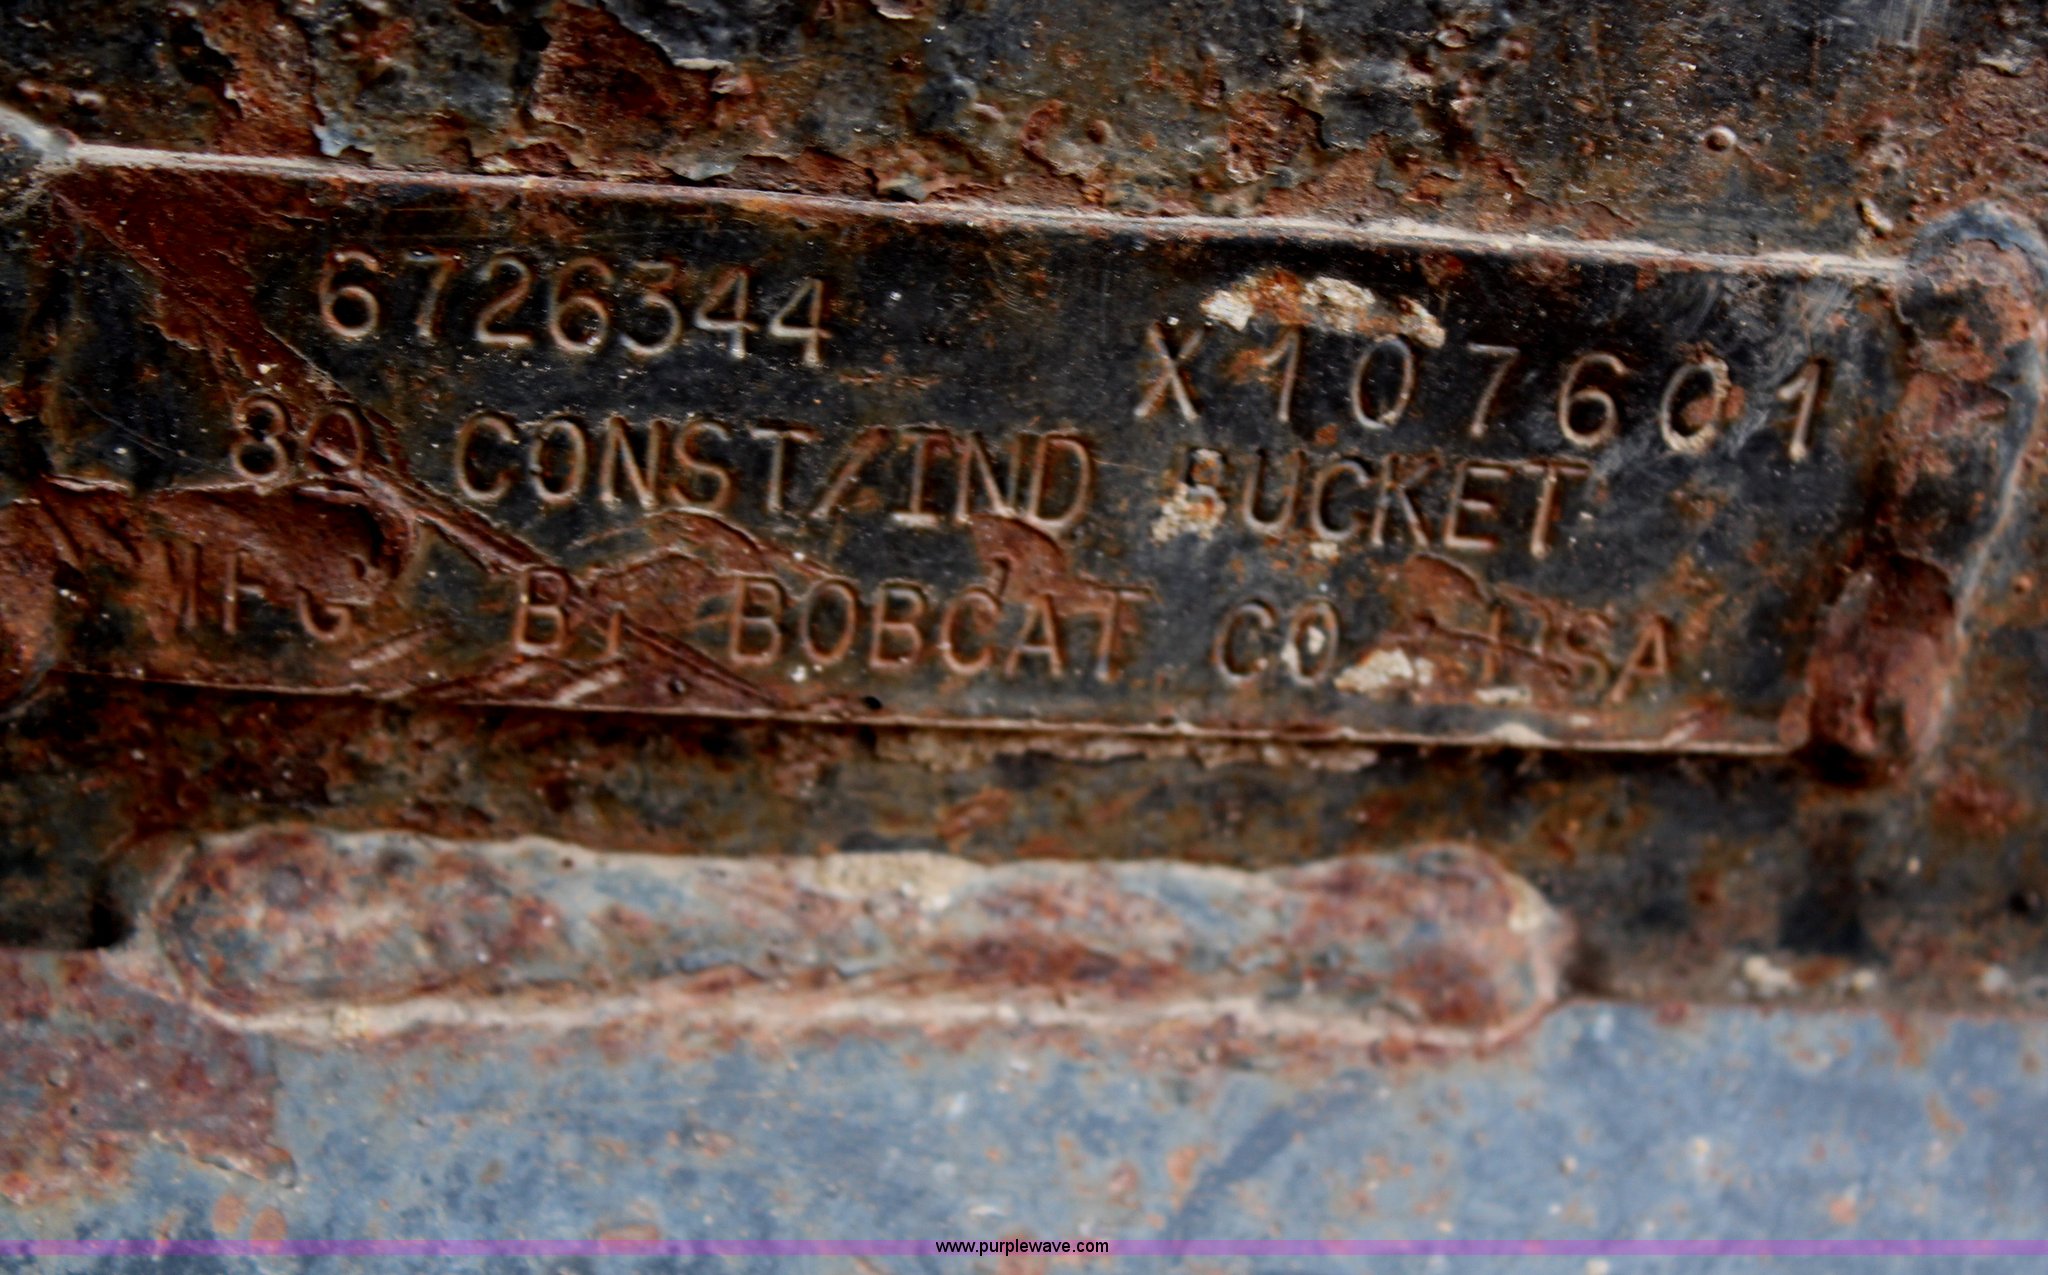 6726344 X107601
80 CONST/IND BUCKET
MFG BY BOBCAT CO USA
www.purplewave.com